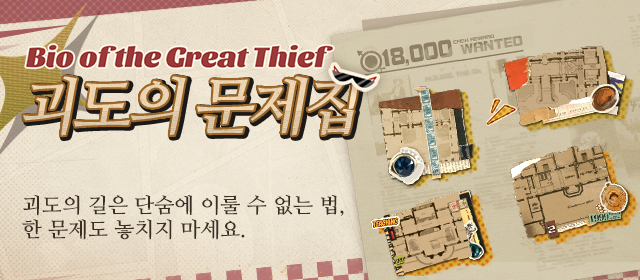 Bio of the Great Thief
괴도의 문제집
괴도의 길은 단숨에 이룰 수 없는 법,
한 문제도 놓치지 마세요.
18,000
CASH REWARD
WANTED